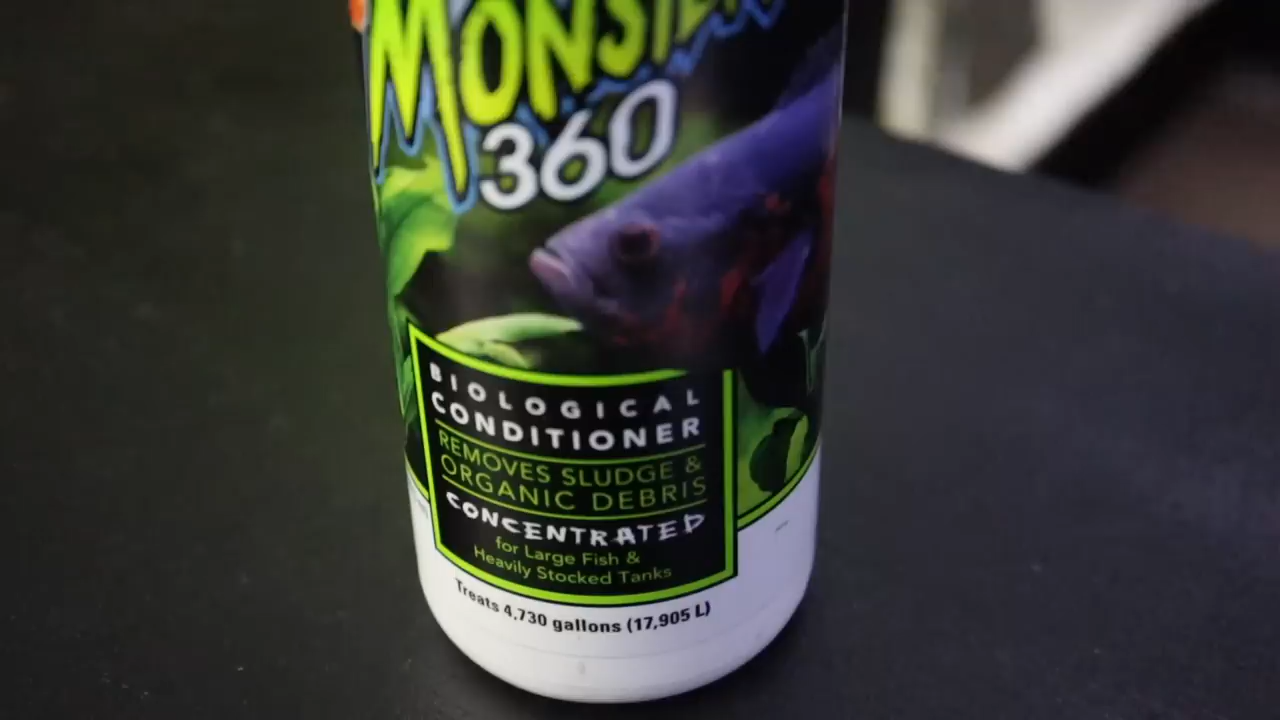 MONSTER
360
BIOLOGICAL
CONDITIONER
REMOVES SLUDGE &
ORGANIC DEBRIS
CONCENTRATED
for Large Fish &
Heavily Stocked Tanks
Treats 4,730 gallons (17,905 L)